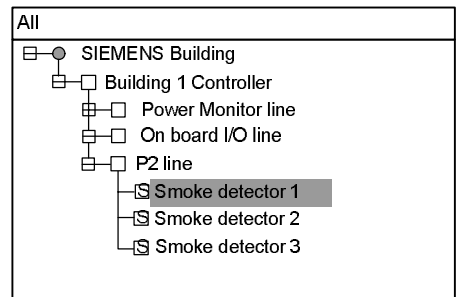 All
SIEMENS Building
Building 1 Controller
Power Monitor line
On board I/O line
P2 line
S Smoke detector 1
S Smoke detector 2
S Smoke detector 3